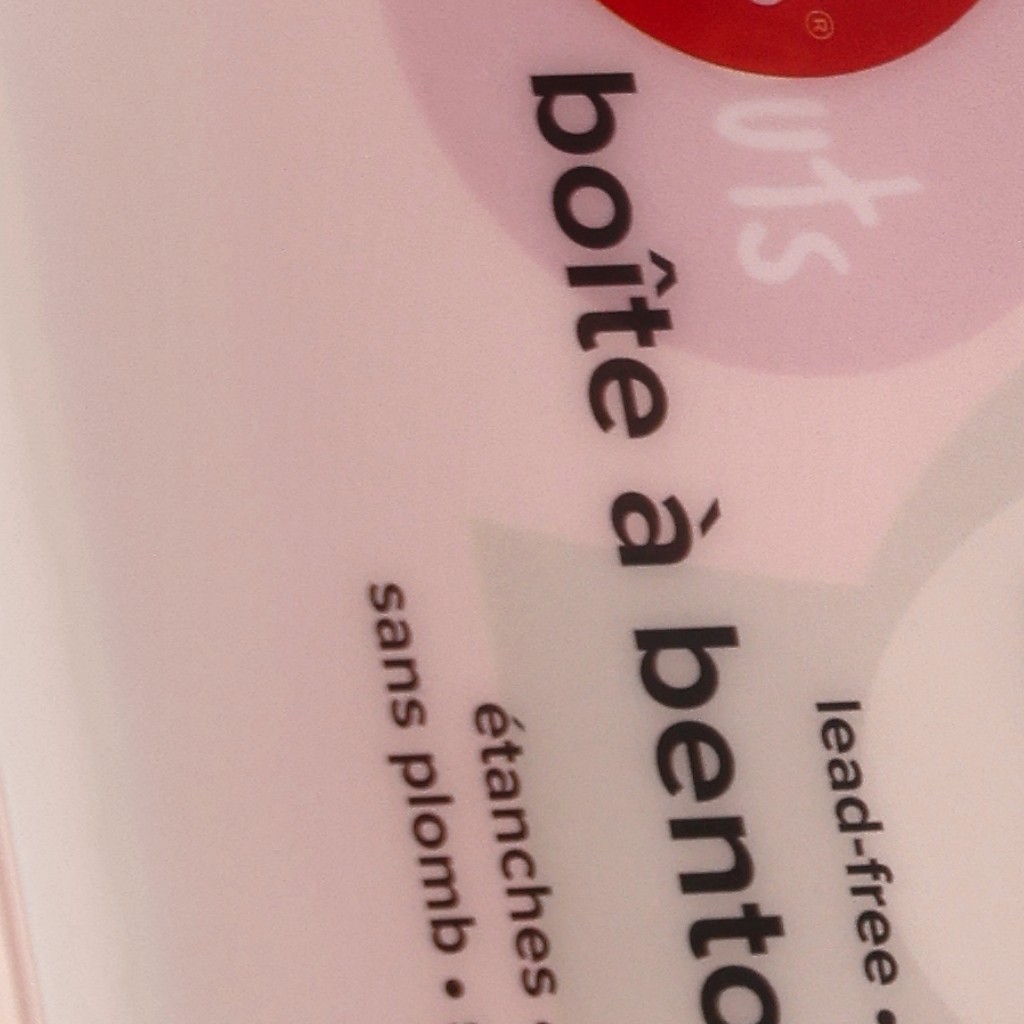 ®
uts
lead-free •
boîte à bento
étanches •
sans plomb •